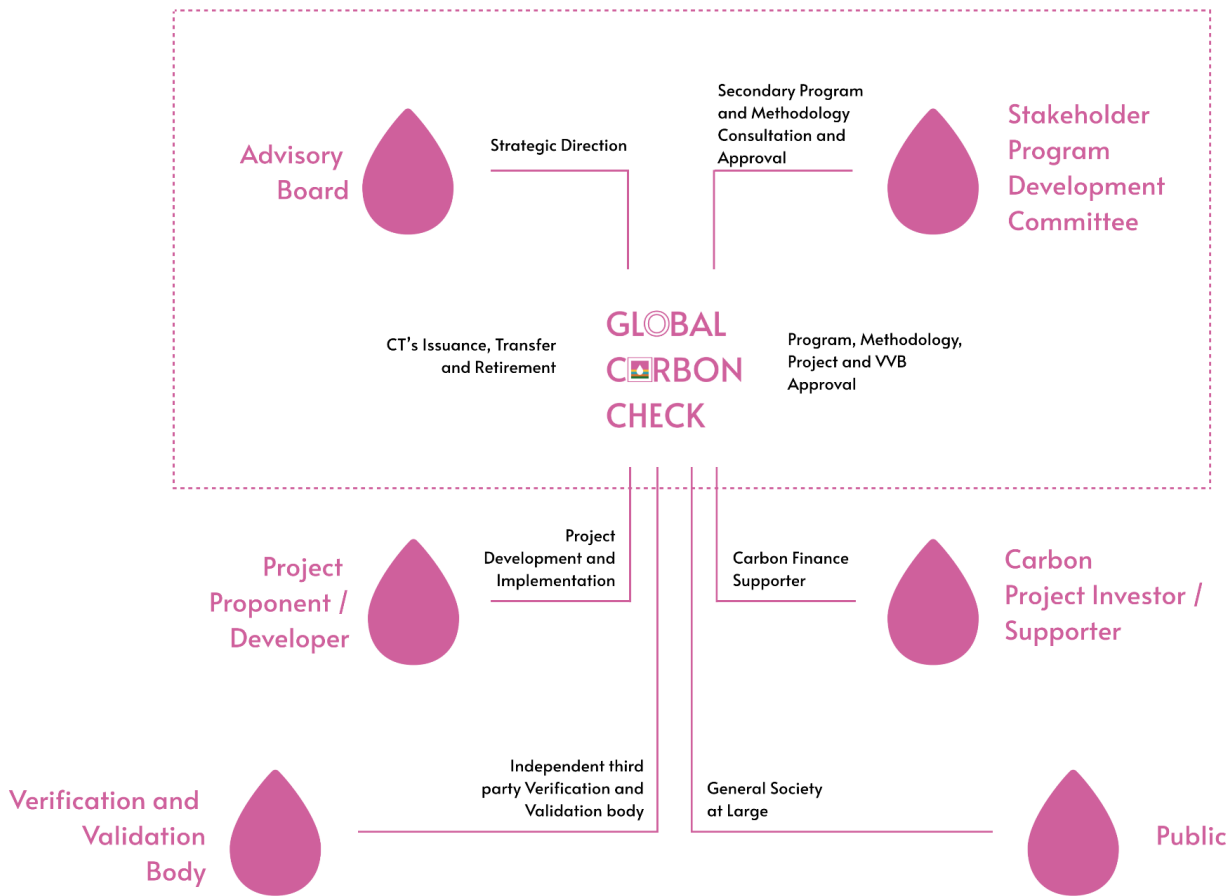 Advisory
Board
Strategic Direction
Secondary Program
and Methodology
Consultation and
Approval
Stakeholder
Program
Development
Committee
CT's Issuance, Transfer
and Retirement
GLOBAL
CARBON
CHECK
Program, Methodology,
Project and VVB
Approval
Project
Proponent /
Developer
Project
Development and
Implementation
Carbon Finance
Supporter
Carbon
Project Investor /
Supporter
Verification and
Validation
Body
Independent third
party Verification and
Validation body
General Society
at Large
Public